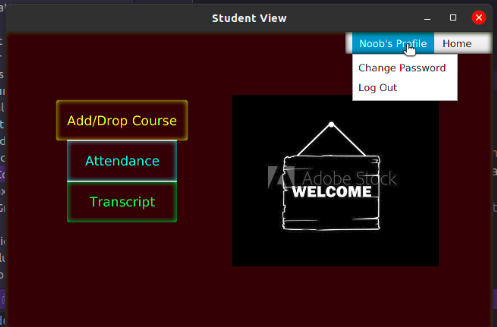 Student View
Noob's Profile
Home
Change Password
Log Out
Add/Drop Course
Attendance
Transcript
Adobe Stock
WELCOME